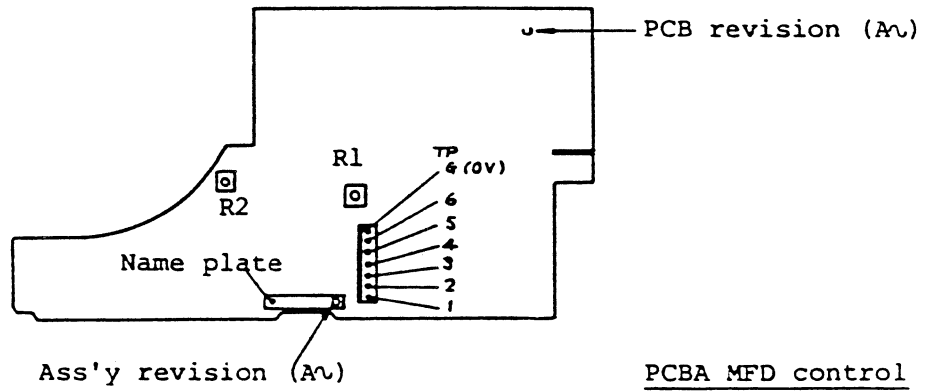 PCB revision (A~)
TP
G (0V)
R1
R2
6
5
4
3
2
1
Name plate
Ass'y revision (A~)
PCBA MFD control